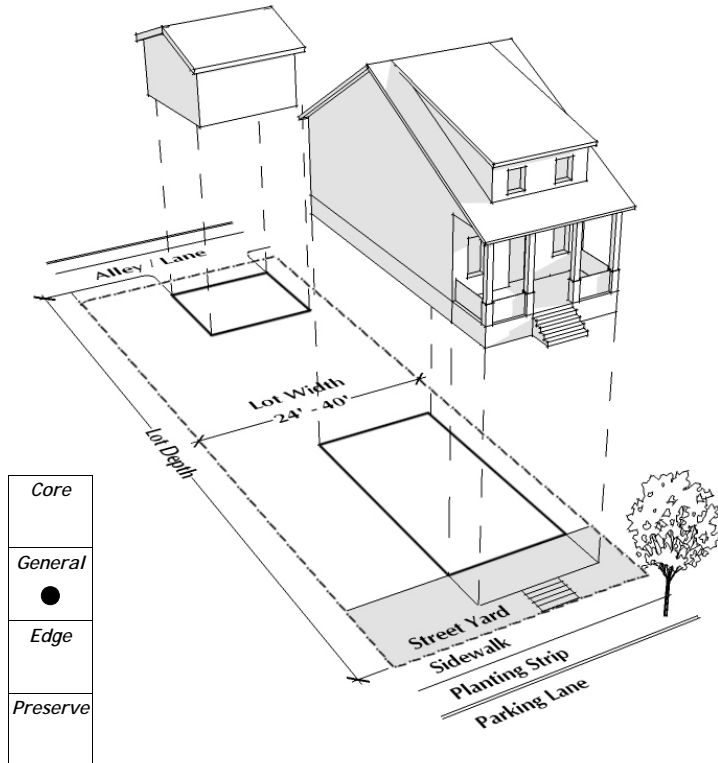 Alley / Lane
Lot Width
24' - 40'
Lot Depth
Core
General
Edge
Preserve
Street Yard
Sidewalk
Planting Strip
Parking Lane